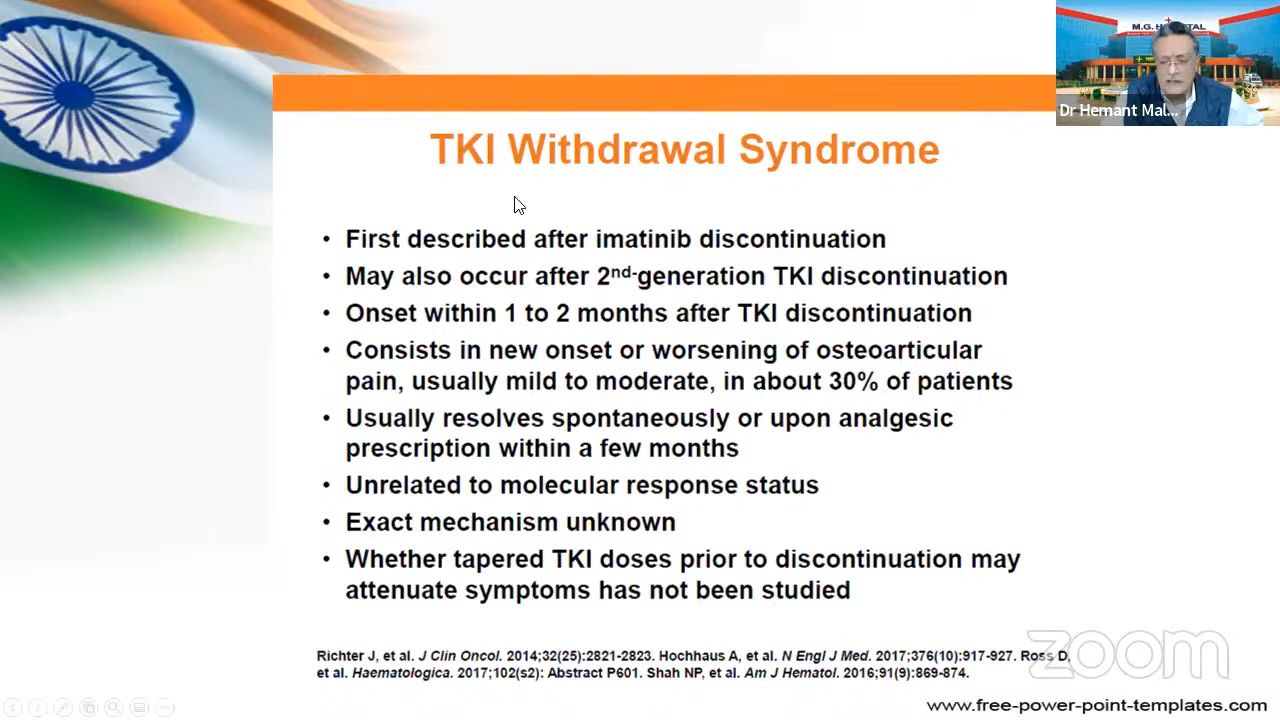 M.G. H
TAL
Dr Hemant Mal...
TKI Withdrawal Syndrome
• First described after imatinib discontinuation
• May also occur after 2nd-generation TKI discontinuation
• Onset within 1 to 2 months after TKI discontinuation
• Consists in new onset or worsening of osteoarticular
pain, usually mild to moderate, in about 30% of patients
• Usually resolves spontaneously or upon analgesic
prescription within a few months
• Unrelated to molecular response status
• Exact mechanism unknown
• Whether tapered TKI doses prior to discontinuation may
attenuate symptoms has not been studied
Richter J, et al. J Clin Oncol. 2014;32(25):2821-2823. Hochhaus A, et al. N Engl J Med. 2017;376(10):917-927. Ross D,
et al. Haematologica. 2017;102(s2): Abstract P601. Shah NP, et al. Am J Hematol. 2016;91(9):869-874.
zoom
www.free-power-point-templates.com